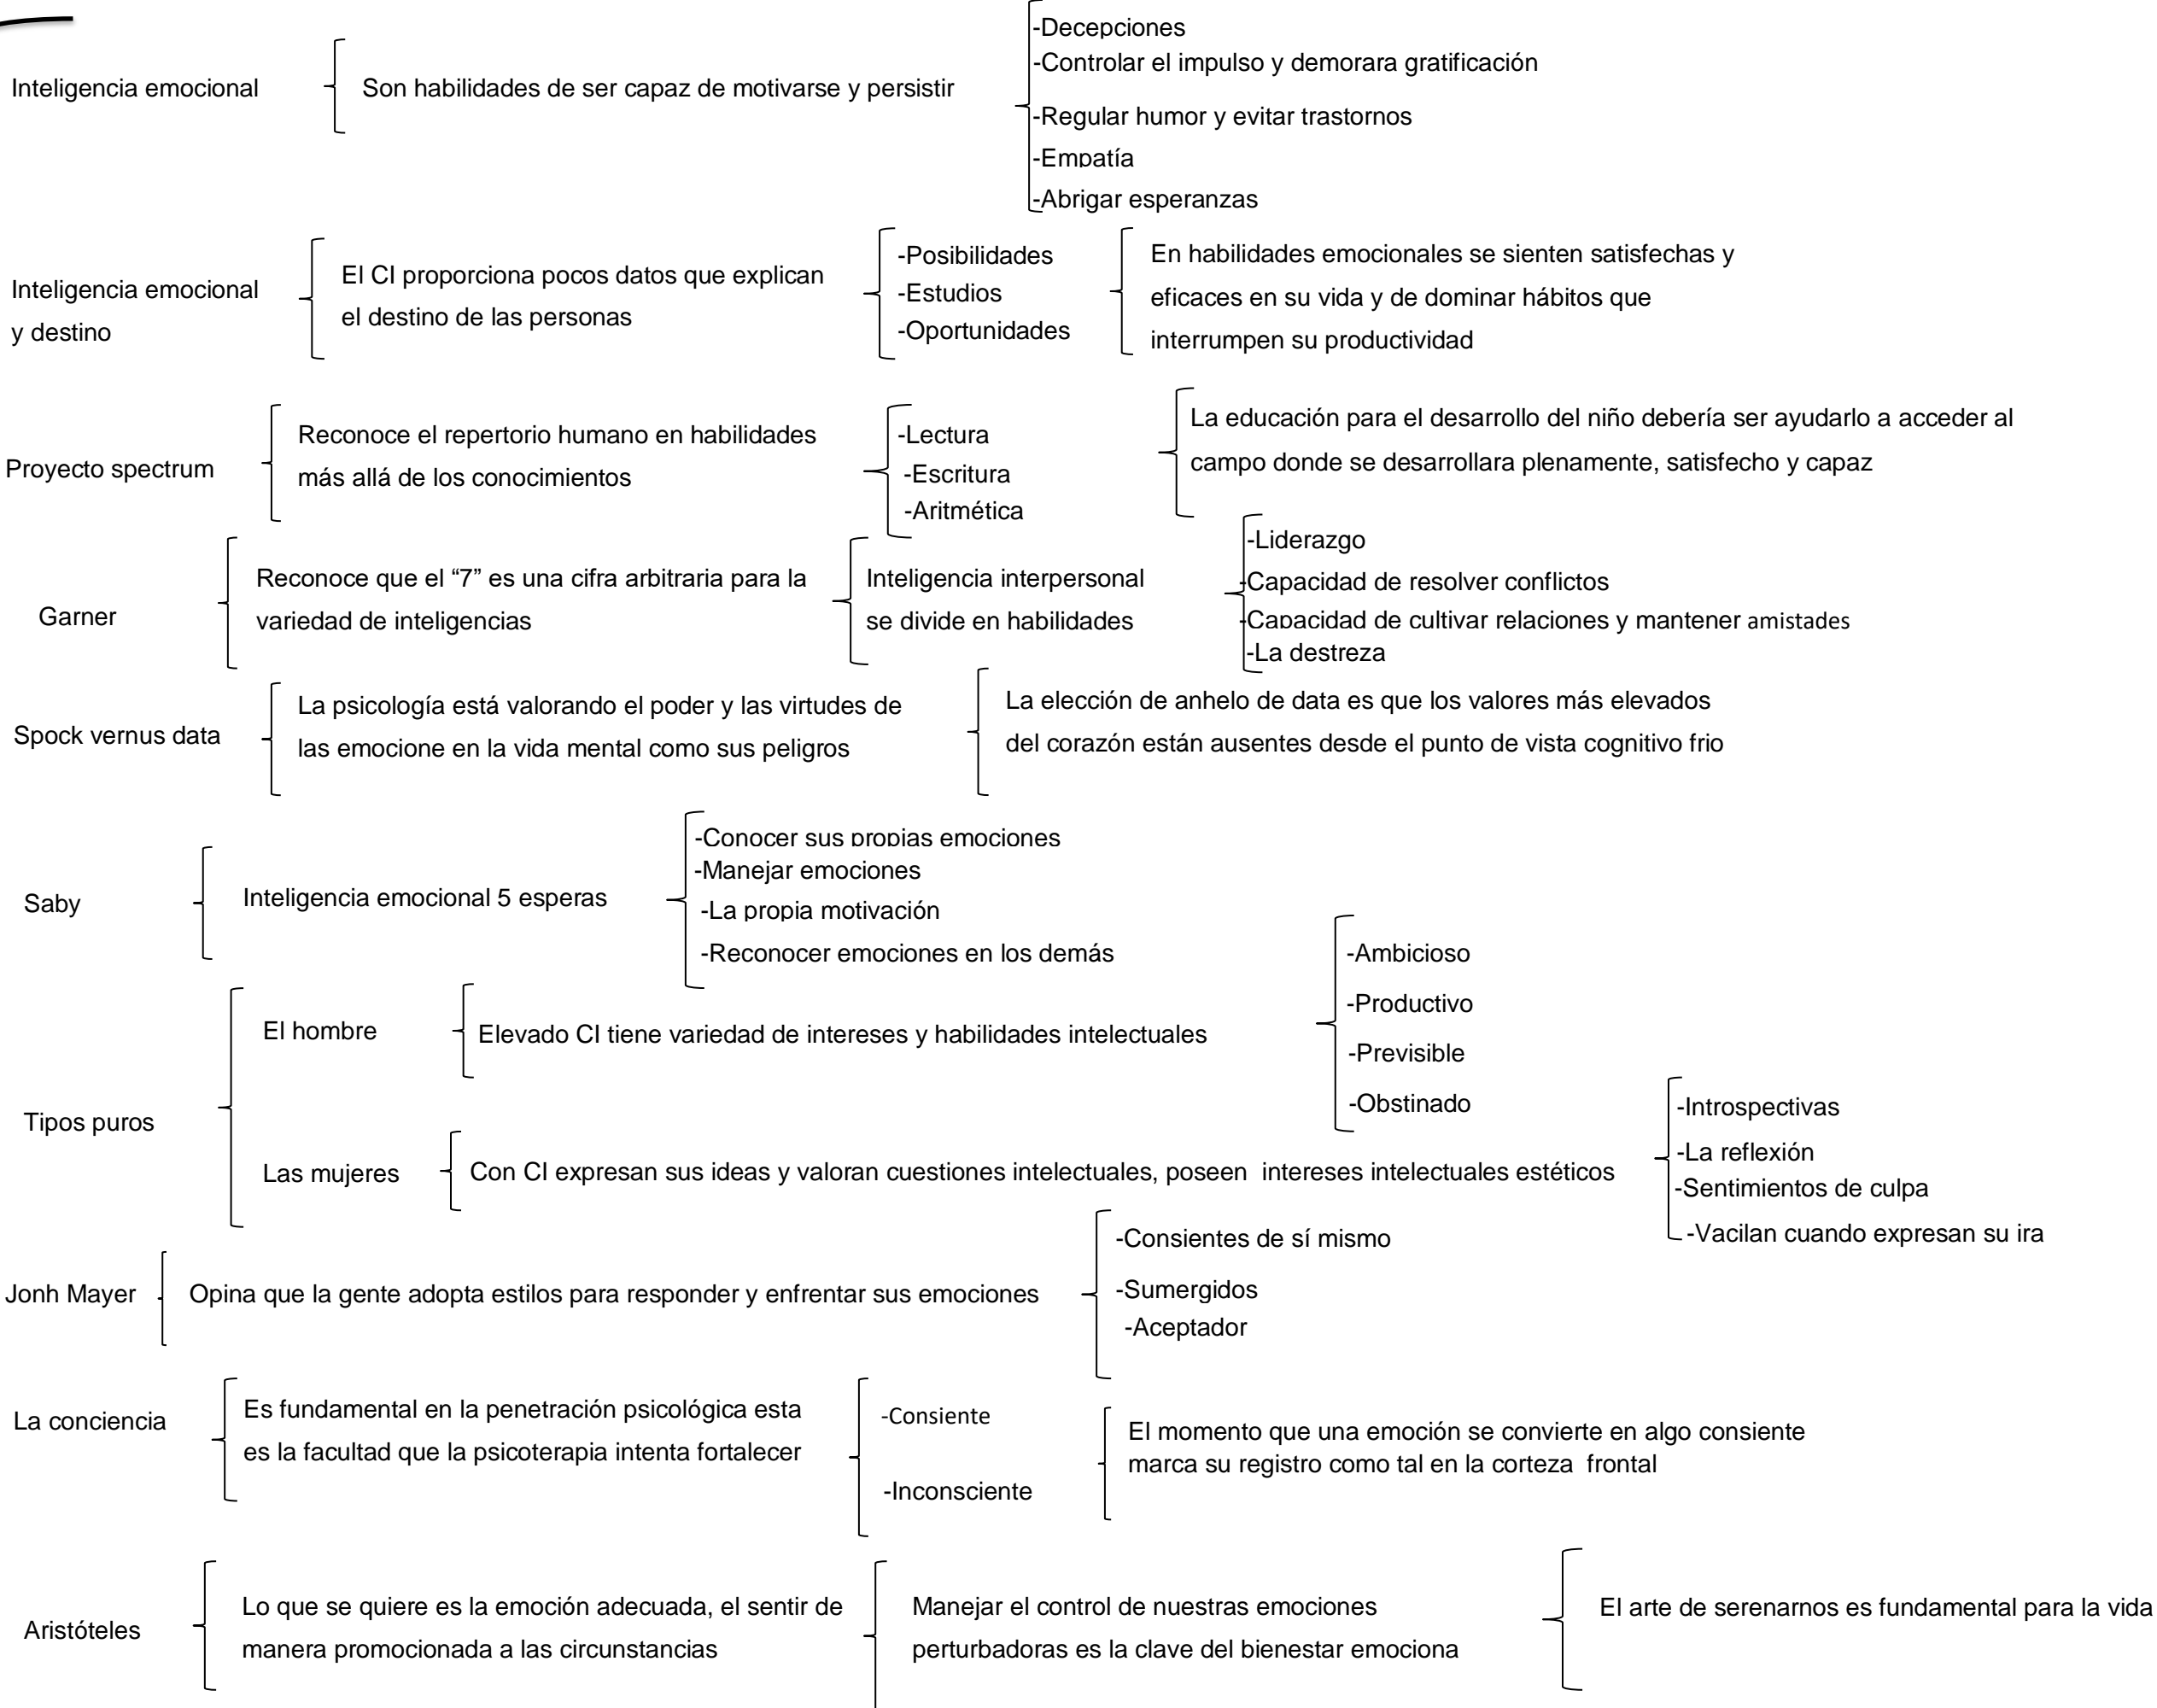 -Decepciones
-Controlar el impulso y demorara gratificación
Inteligencia emocional
Son habilidades de ser capaz de motivarse y persistir
-Regular humor y evitar trastornos
-Empatía
-Abrigar esperanzas
Inteligencia emocional
y destino
El CI proporciona pocos datos que explican
el destino de las personas
-Posibilidades
-Estudios
-Oportunidades
En habilidades emocionales se sienten satisfechas y
eficaces en su vida y de dominar hábitos que
interrumpen su productividad
Proyecto spectrum
Reconoce el repertorio humano en habilidades
más allá de los conocimientos
-Lectura
-Escritura
-Aritmética
La educación para el desarrollo del niño debería ser ayudarlo a acceder al
campo donde se desarrollara plenamente, satisfecho y capaz
Garner
Reconoce que el “7” es una cifra arbitraria para la
variedad de inteligencias
Inteligencia interpersonal
se divide en habilidades
-Liderazgo
-Capacidad de resolver conflictos
-Capacidad de cultivar relaciones y mantener amistades
-La destreza
Spock vernus data
La psicología está valorando el poder y las virtudes de
las emocione en la vida mental como sus peligros
La elección de anhelo de data es que los valores más elevados
del corazón están ausentes desde el punto de vista cognitivo frio
Saby
Inteligencia emocional 5 esperas
-Conocer sus propias emociones
-Manejar emociones
-La propia motivación
-Reconocer emociones en los demás
Tipos puros
El hombre
Elevado CI tiene variedad de intereses y habilidades intelectuales
-Ambicioso
-Productivo
-Previsible
-Obstinado
Las mujeres
Con CI expresan sus ideas y valoran cuestiones intelectuales, poseen intereses intelectuales estéticos
-Introspectivas
-La reflexión
-Sentimientos de culpa
-Vacilan cuando expresan su ira
Jonh Mayer
Opina que la gente adopta estilos para responder y enfrentar sus emociones
-Consientes de sí mismo
-Sumergidos
-Aceptador
La conciencia
Es fundamental en la penetración psicológica esta
es la facultad que la psicoterapia intenta fortalecer
-Consiente
-Inconsciente
El momento que una emoción se convierte en algo consiente
marca su registro como tal en la corteza frontal
Aristóteles
Lo que se quiere es la emoción adecuada, el sentir de
manera promocionada a las circunstancias
Manejar el control de nuestras emociones
perturbadoras es la clave del bienestar emociona
El arte de serenarnos es fundamental para la vida